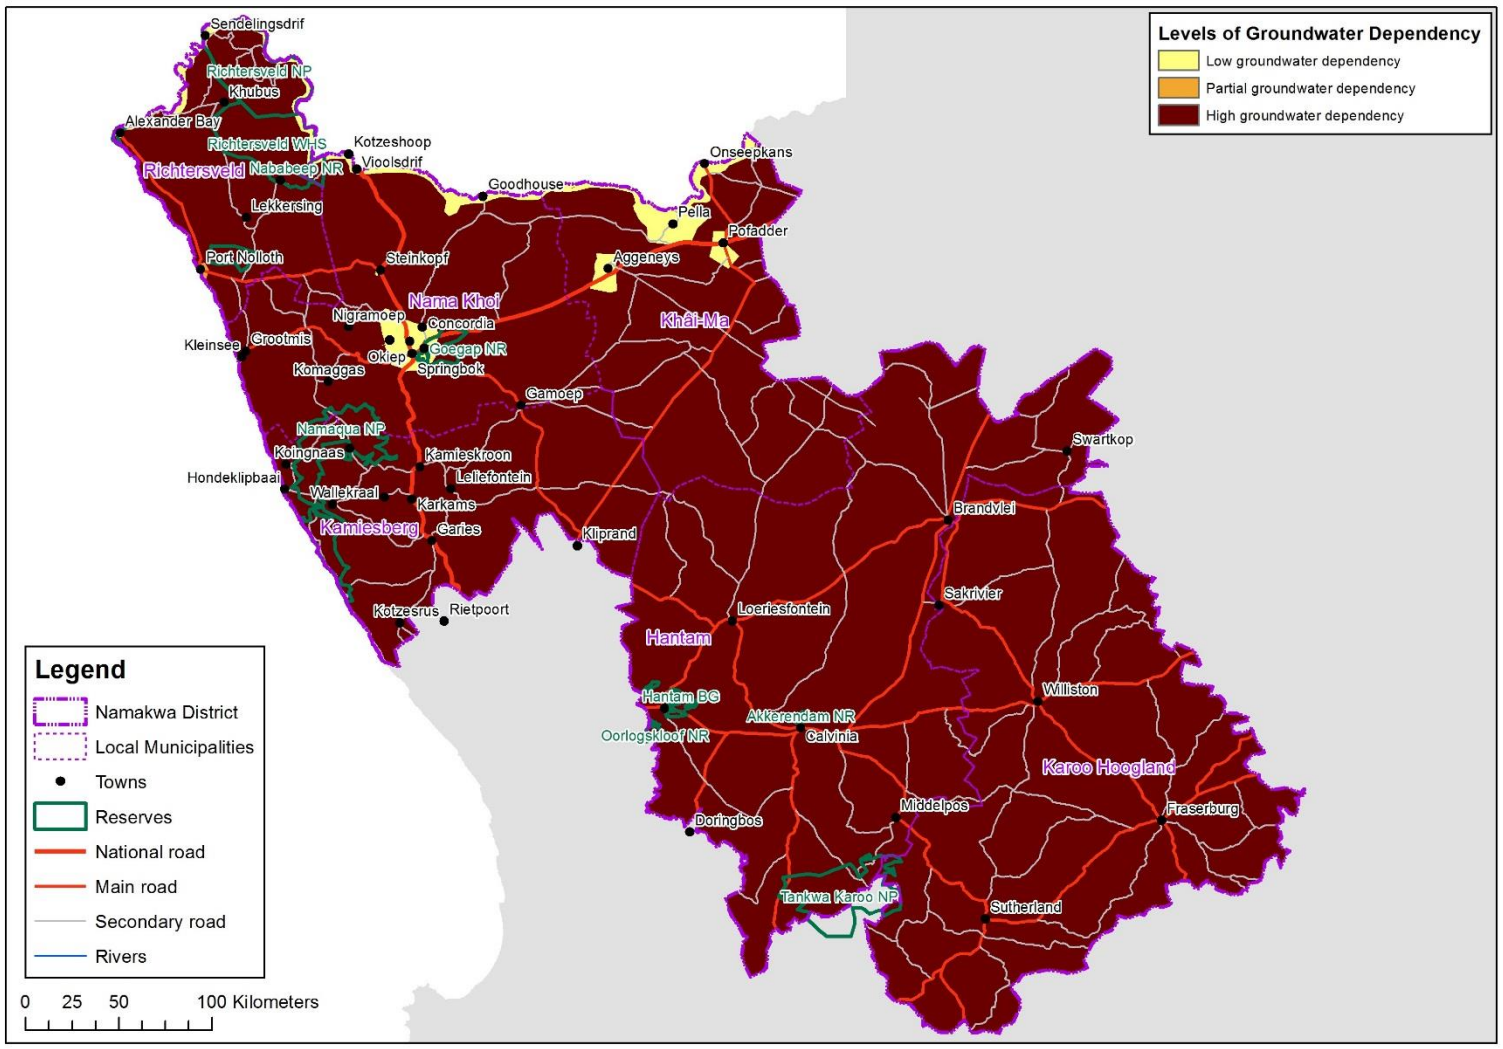 Levels of Groundwater Dependency
Low groundwater dependency
Partial groundwater dependency
High groundwater dependency
Sendelingsdrif
Richtersveld NP
Khubus
Alexander Bay
Richtersveld WHS
Kotzeshoop
Vioolsdrif
Richtersveld
Nababeep NR
Onseepkans
Goodhouse
Lekkersing
Pella
Pofadder
Port Nolloth
Steinkopf
Aggeneys
Nama Khoi
Nigramoep
Concordia
Khâi-Ma
Kleinsee
Grootmis
Okiep
Goegap NR
Springbok
Komaggas
Gamoep
Namaqua NP
Swartkop
Koingnaas
Kamieskroon
Hondeklipbaai
Leliefontein
Wallekraal
Karkams
Brandvlei
Kamiesberg
Garies
Kliprand
Sakrivier
Kotzesrus
Rietpoort
Loeriesfontein
Hantam
Hantam BG
Williston
Akkerendam NR
Oorlogskloof NR
Calvinia
Karoo Hoogland
Middelpos
Fraserburg
Doringbos
Tankwa Karoo NP
Sutherland
Legend
Namakwa District
Local Municipalities
Towns
Reserves
National road
Main road
Secondary road
Rivers
0 25 50 100 Kilometers